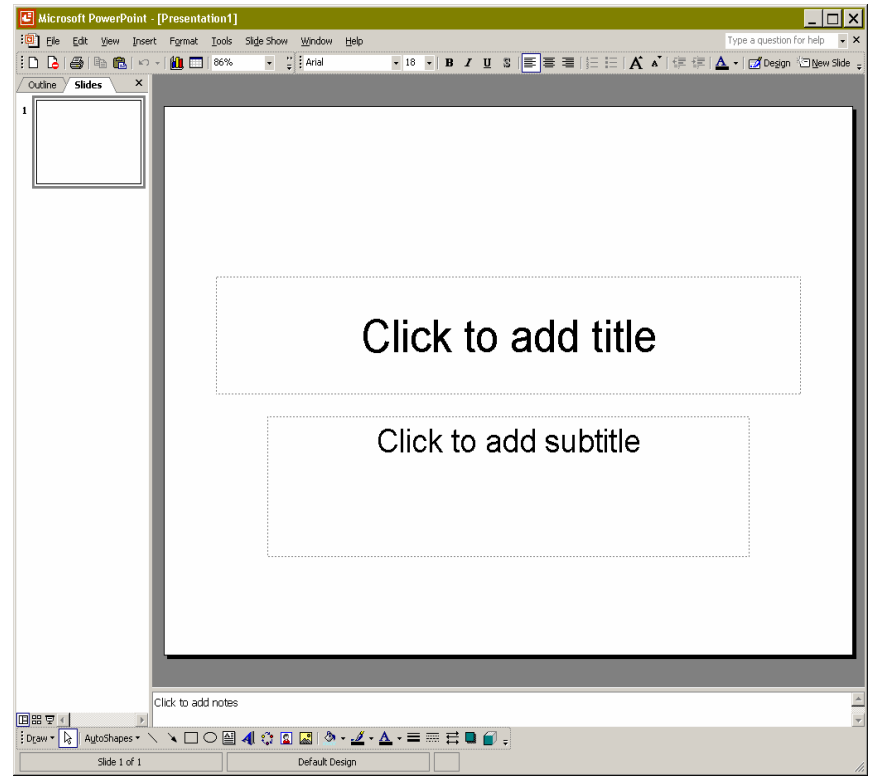 Microsoft PowerPoint - [Presentation1]
File Edit View Insert Format Tools Slide Show Window Help Type a question for help
86% Arial 18 B I U S A A A Design New Slide
Outline Slides
1
Click to add title
Click to add subtitle
Click to add notes
Draw AutoShapes A A
Slide 1 of 1 Default Design